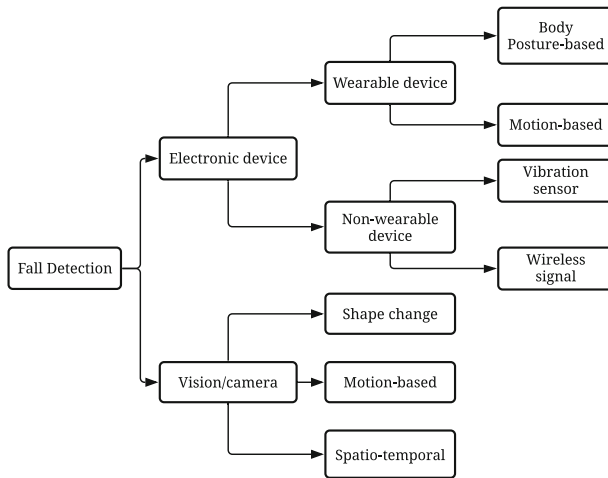 Body
Posture-based
Wearable device
Motion-based
Electronic device
Vibration
sensor
Non-wearable
device
Wireless
signal
Fall Detection
Shape change
Vision/camera
Motion-based
Spatio-temporal